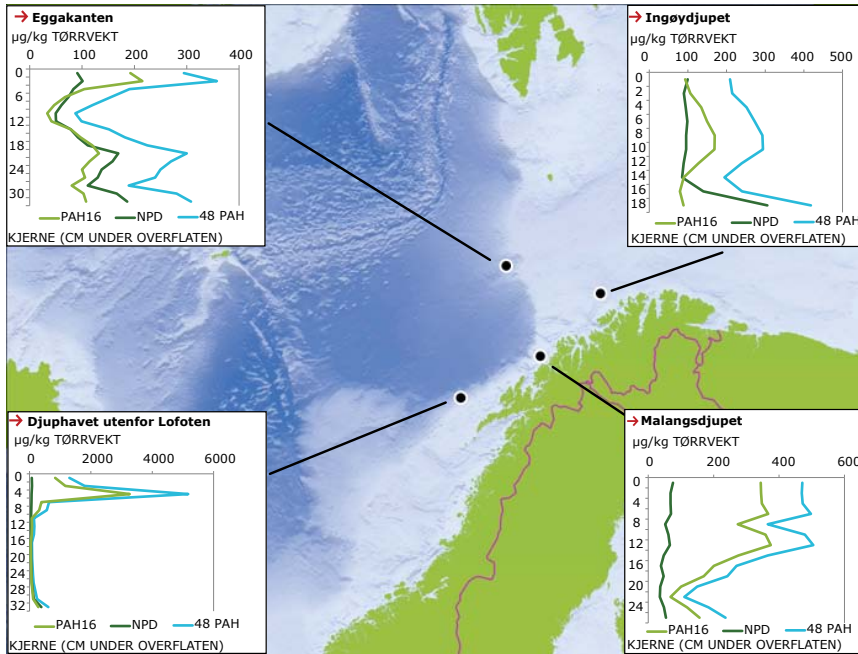 → Eggakanten
µg/kg TØRRVEKT
0 100 200 300 400
0
4
6
10
12
18
20
24
26
30
PAH16 NPD 48 PAH
KJERNE (CM UNDER OVERFLATEN)
→ Ingøydjupet
µg/kg TØRRVEKT
0 100 200 300 400 500
0
2
4
6
8
9
10
12
14
16
18
PAH16 NPD 48 PAH
KJERNE (CM UNDER OVERFLATEN)
→ Djuphavet utenfor Lofoten
µg/kg TØRRVEKT
0 2000 4000 6000
0
4
8
12
16
20
24
28
32
PAH16 NPD 48 PAH
KJERNE (CM UNDER OVERFLATEN)
→ Malangsdjupet
µg/kg TØRRVEKT
0 200 400 600
0
4
8
12
16
20
24
PAH16 NPD 48 PAH
KJERNE (CM UNDER OVERFLATEN)